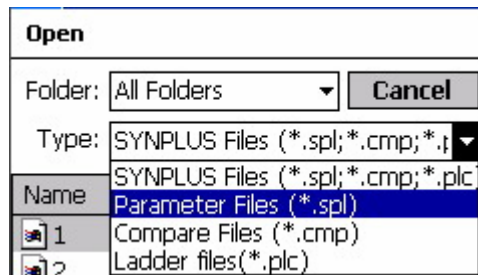 Open
Folder: All Folders Cancel
Type: SYNPLUS Files (*.spl;*.cmp;*.p
SYNPLUS Files (*.spl;*.cmp;*.plc)
Name
Parameter Files (*.spl)
1
Compare Files (*.cmp)
2
Ladder files(*.plc)